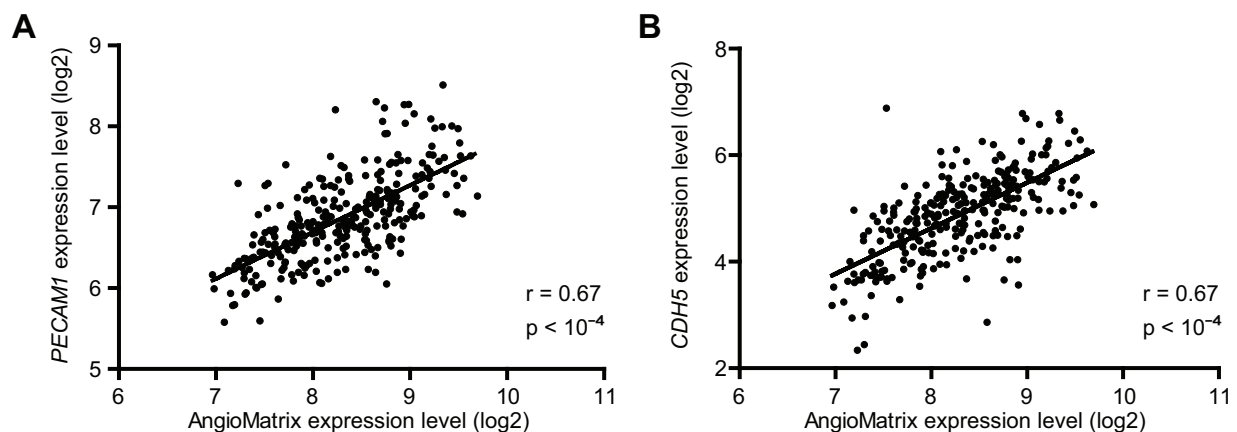 A
PECAM1 expression level (log2)
9
8
7
6
5
r = 0.67
p < 10⁻⁴
6 7 8 9 10 11
AngioMatrix expression level (log2)
B
CDH5 expression level (log2)
8
6
4
2
r = 0.67
p < 10⁻⁴
6 7 8 9 10 11
AngioMatrix expression level (log2)